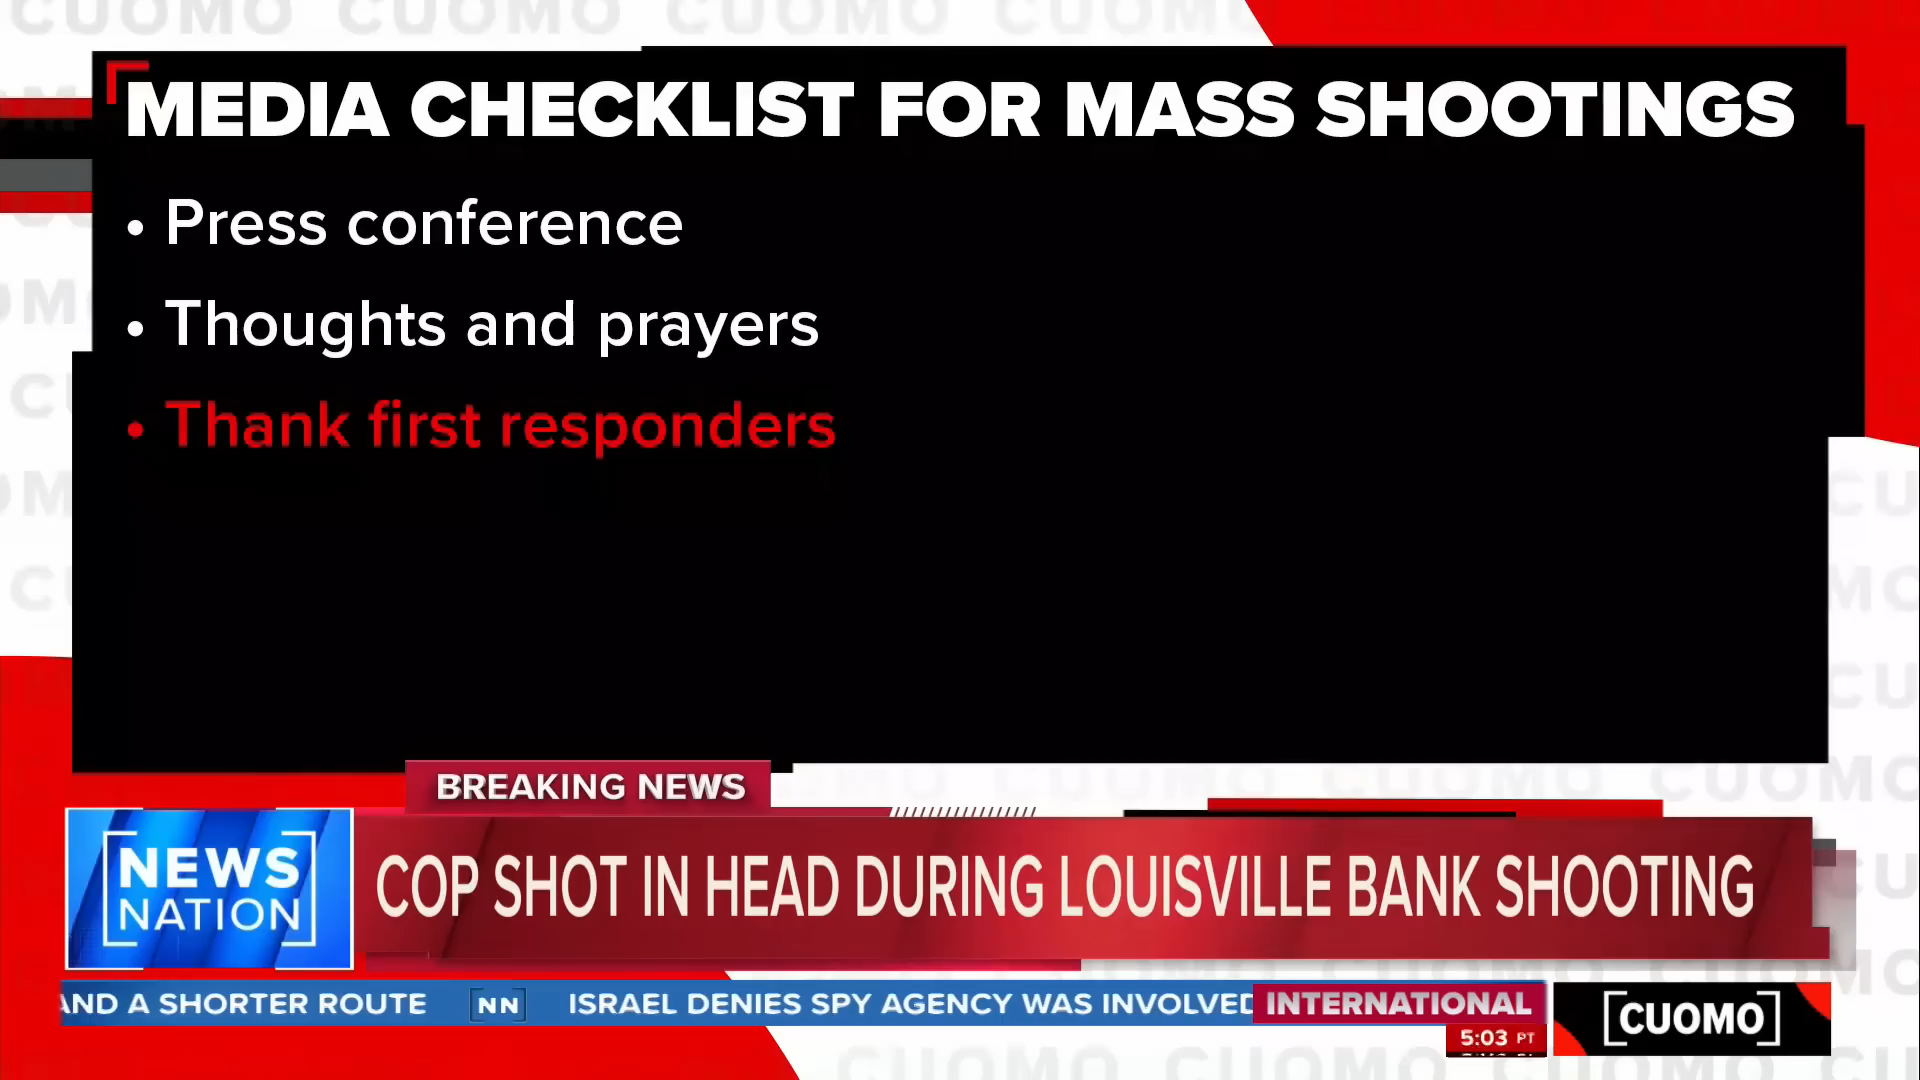 MEDIA CHECKLIST FOR MASS SHOOTINGS
• Press conference
• Thoughts and prayers
• Thank first responders
BREAKING NEWS
NEWS
NATION
COP SHOT IN HEAD DURING LOUISVILLE BANK SHOOTING
AND A SHORTER ROUTE NN ISRAEL DENIES SPY AGENCY WAS INVOLVED INTERNATIONAL
CUOMO
5:03 PT